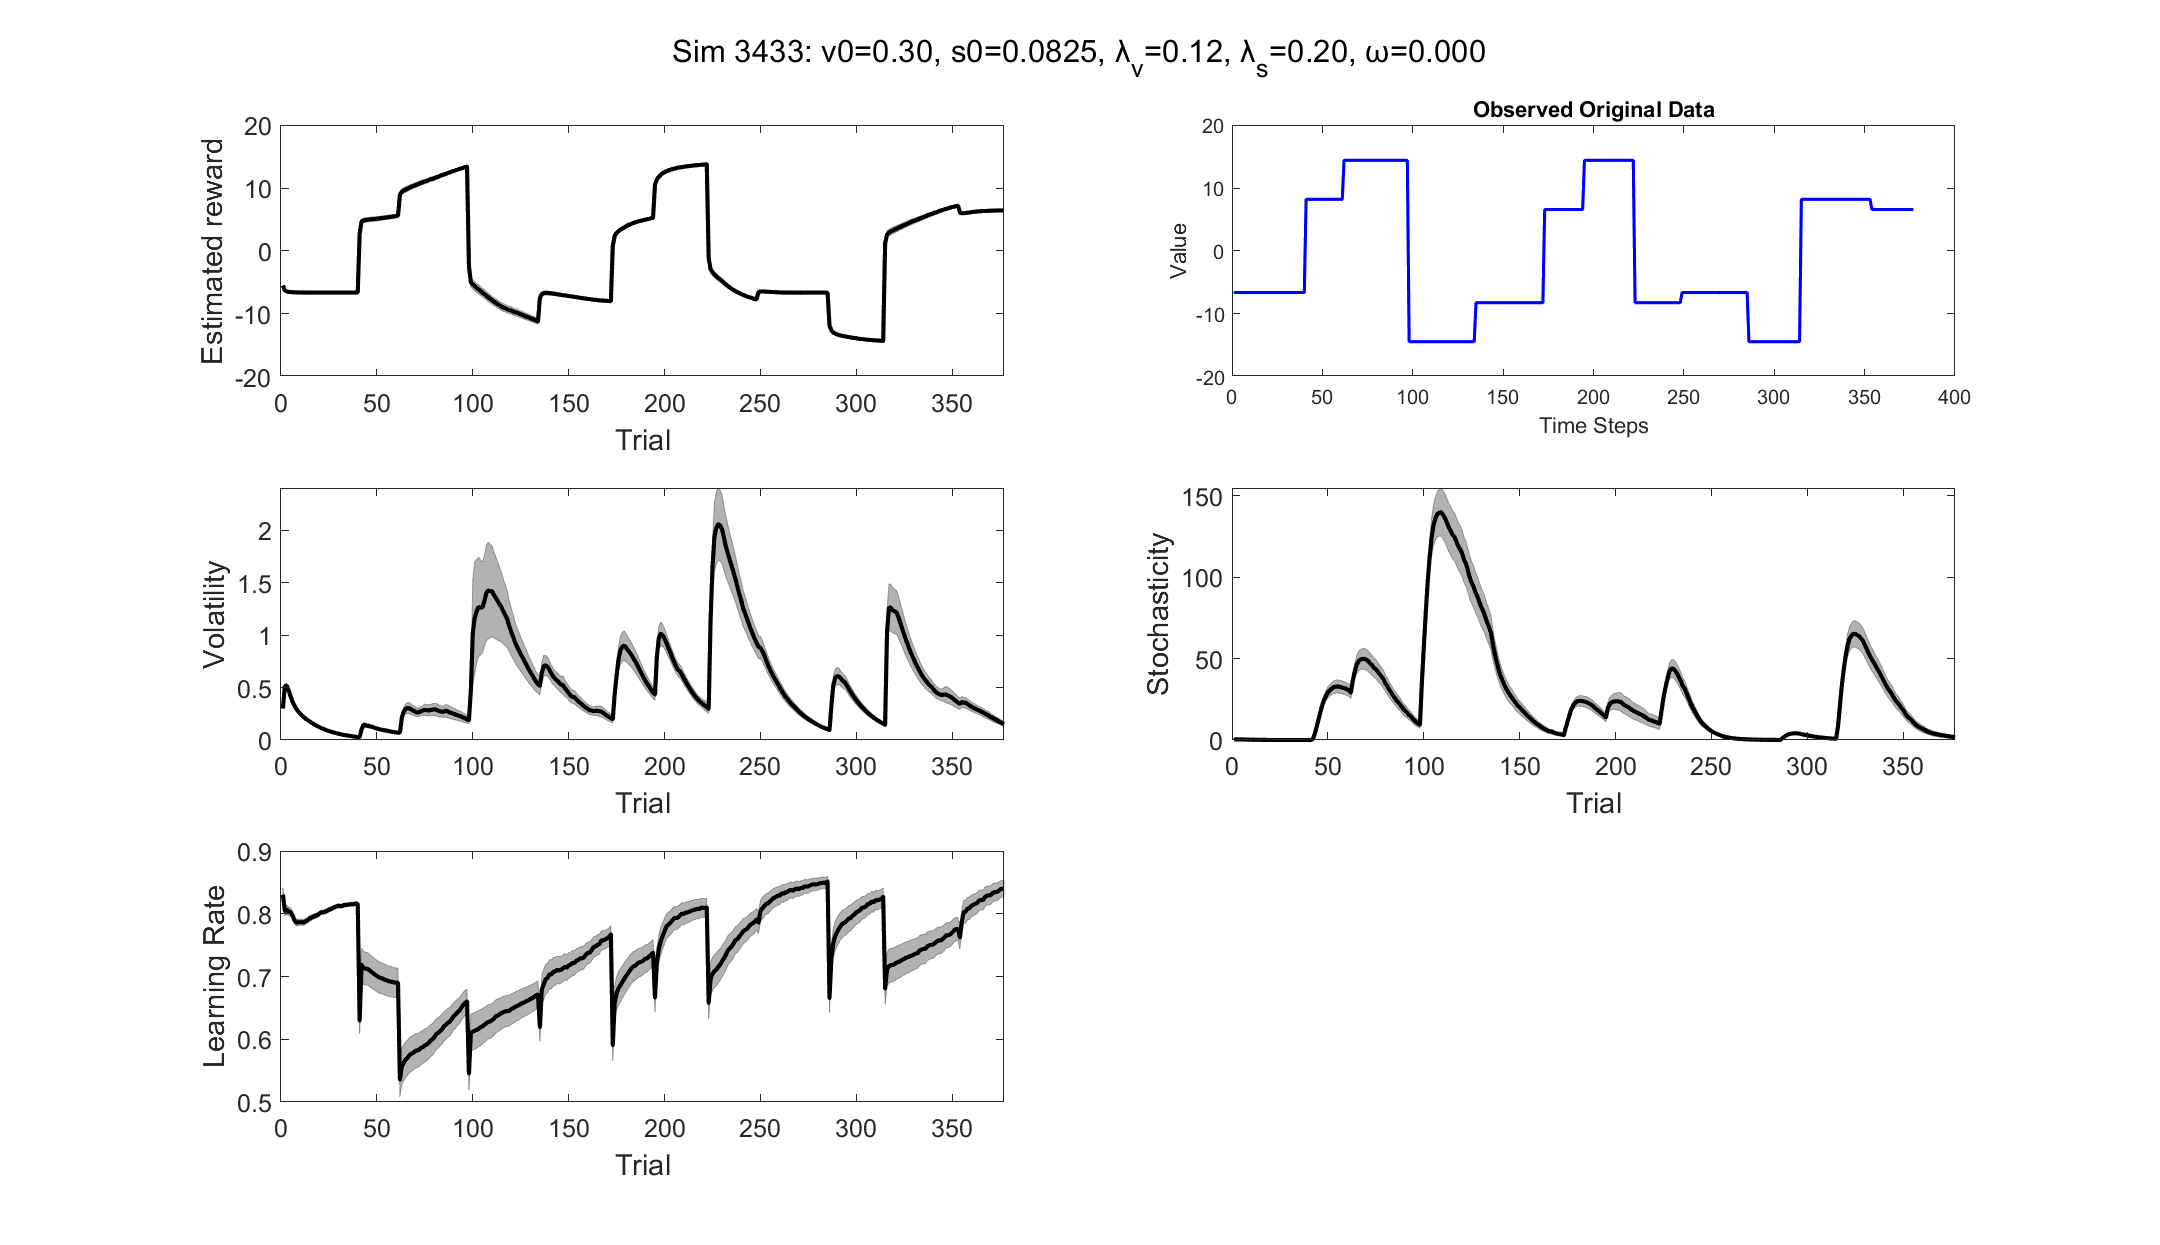 Sim 3433: v0=0.30, s0=0.0825, λ_v=0.12, λ_s=0.20, ω=0.000
20
10
0
-10
-20
Estimated reward
0 50 100 150 200 250 300 350
Trial
Observed Original Data
20
10
0
-10
-20
Value
0 50 100 150 200 250 300 350 400
Time Steps
2
1.5
1
0.5
0
Volatility
0 50 100 150 200 250 300 350
Trial
150
100
50
0
Stochasticity
0 50 100 150 200 250 300 350
Trial
0.9
0.8
0.7
0.6
0.5
Learning Rate
0 50 100 150 200 250 300 350
Trial